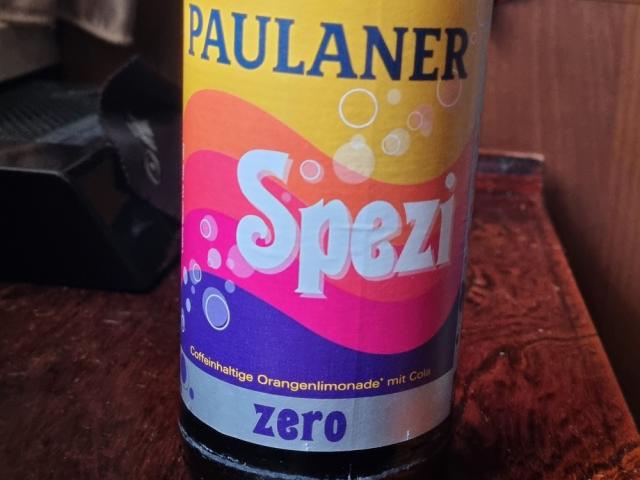 PAULANER
Spezi
Coffeinhaltige Orangenlimonade* mit Cola
zero